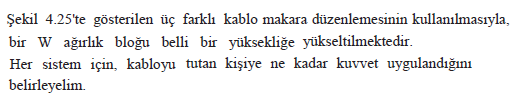 Şekil 4.25'te gösterilen üç farklı kablo makara düzenlemesinin kullanılmasıyla,
bir W ağırlık bloğu belli bir yüksekliğe yükseltilmektedir.
Her sistem için, kabloyu tutan kişiye ne kadar kuvvet uygulandığını
belirleyelim.